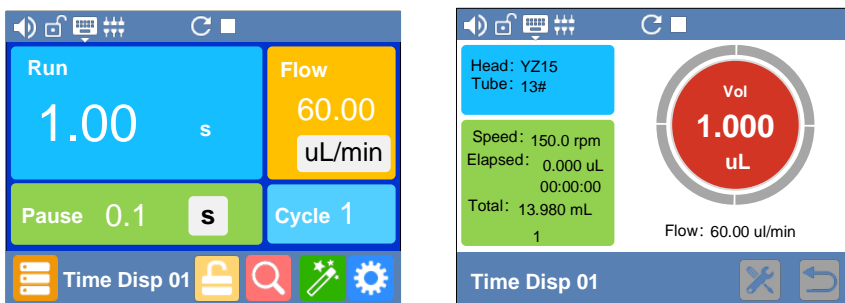 Run
1.00 s
Flow
60.00
uL/min
Pause 0.1 s
Cycle 1
Time Disp 01
Head: YZ15
Tube: 13#
Speed: 150.0 rpm
Elapsed: 0.000 uL
00:00:00
Total: 13.980 mL
1
Vol
1.000
uL
Flow: 60.00 ul/min
Time Disp 01